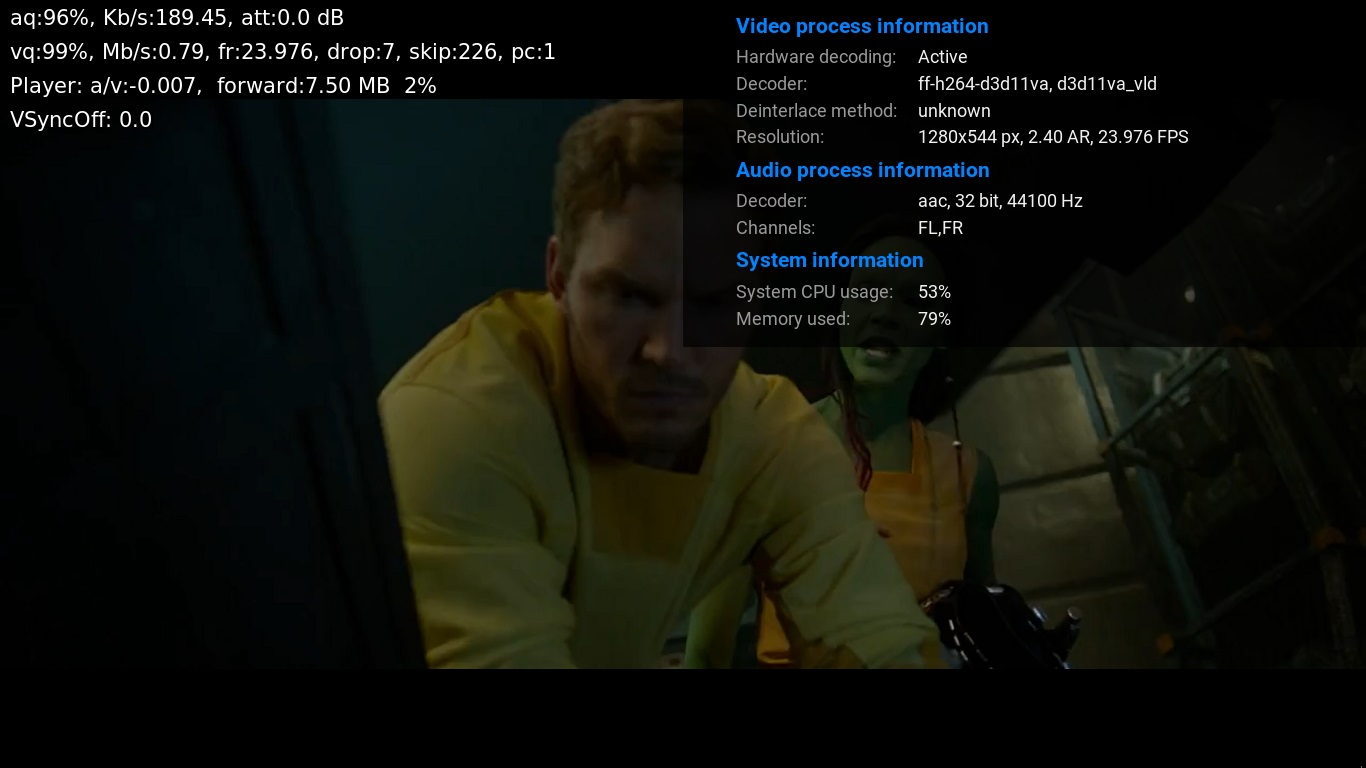 aq:96%, Kb/s:189.45, att:0.0 dB
vq:99%, Mb/s:0.79, fr:23.976, drop:7, skip:226, pc:1
Player: a/v:-0.007, forward:7.50 MB 2%
VSyncOff: 0.0
Video process information
Hardware decoding: Active
Decoder: ff-h264-d3d11va, d3d11va_vld
Deinterlace method: unknown
Resolution: 1280x544 px, 2.40 AR, 23.976 FPS
Audio process information
Decoder: aac, 32 bit, 44100 Hz
Channels: FL,FR
System information
System CPU usage: 53%
Memory used: 79%